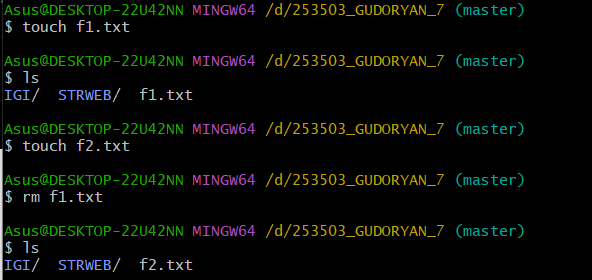 Asus@DESKTOP-22U42NN MINGW64 /d/253503_GUDORYAN_7 (master)
$ touch f1.txt
Asus@DESKTOP-22U42NN MINGW64 /d/253503_GUDORYAN_7 (master)
$ ls
IGI/  STRWEB/  f1.txt
Asus@DESKTOP-22U42NN MINGW64 /d/253503_GUDORYAN_7 (master)
$ touch f2.txt
Asus@DESKTOP-22U42NN MINGW64 /d/253503_GUDORYAN_7 (master)
$ rm f1.txt
Asus@DESKTOP-22U42NN MINGW64 /d/253503_GUDORYAN_7 (master)
$ ls
IGI/  STRWEB/  f2.txt